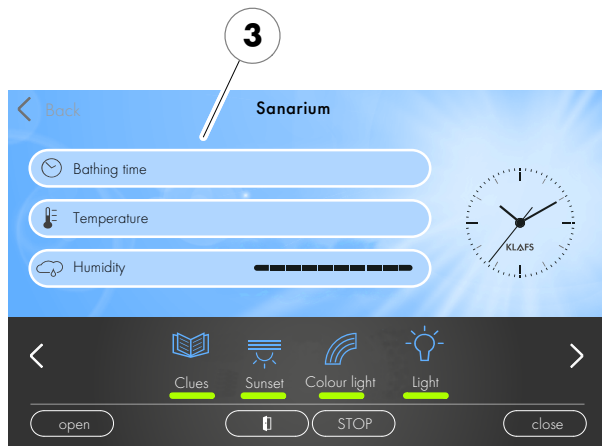 3
Back
Sanarium
Bathing time
Temperature
Humidity
KLAFS
Clues
Sunset
Colour light
Light
open
STOP
close